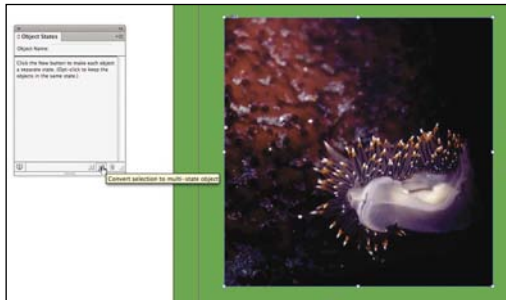 Object States
Object Name:
Click the New button to make each object
a separate state. (Opt-click to keep the
objects in the same state.)
Convert selection to multi-state object